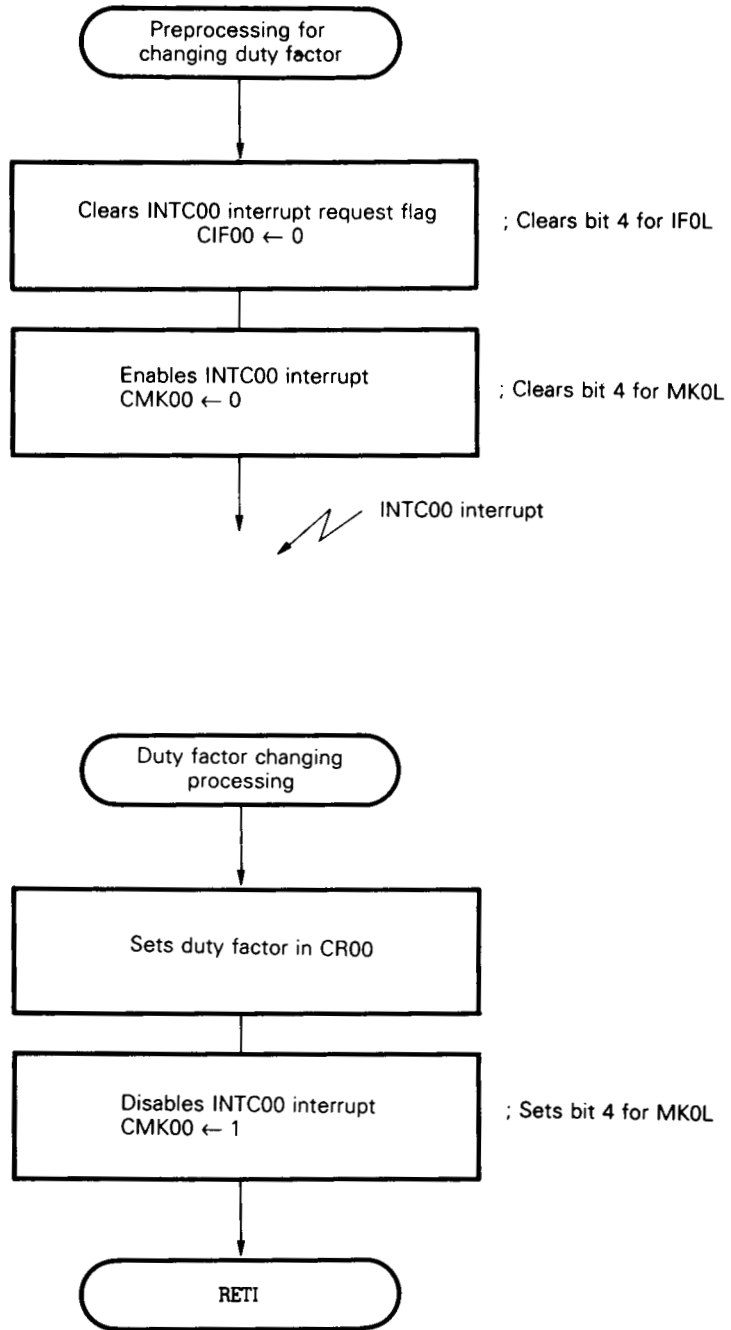 Preprocessing for
changing duty factor
Clears INTC00 interrupt request flag
CIF00 ← 0
; Clears bit 4 for IF0L
Enables INTC00 interrupt
CMK00 ← 0
; Clears bit 4 for MK0L
INTC00 interrupt
Duty factor changing
processing
Sets duty factor in CR00
Disables INTC00 interrupt
CMK00 ← 1
; Sets bit 4 for MK0L
RETI